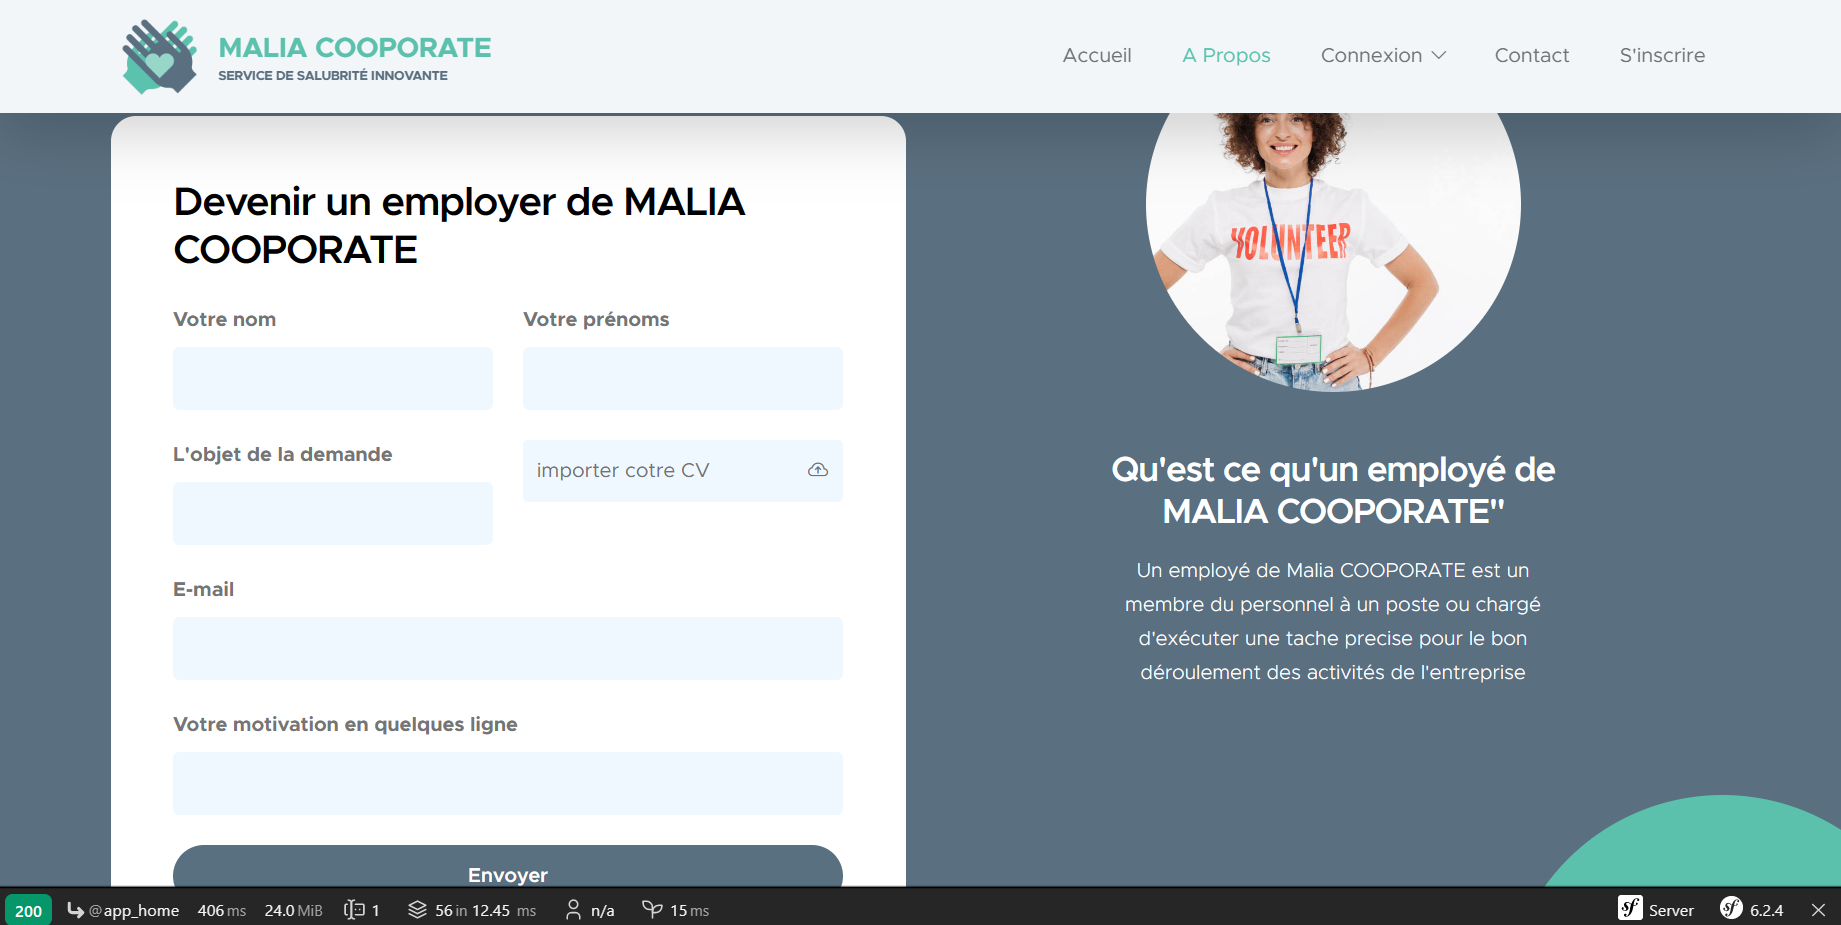 MALIA COOPORATE
SERVICE DE SALUBRITÉ INNOVANTE
Accueil
A Propos
Connexion
Contact
S'inscrire
Devenir un employer de MALIA
COOPORATE
Votre nom
Votre prénoms
L'objet de la demande
importer cotre CV
E-mail
Votre motivation en quelques ligne
Envoyer
VOLUNTEER
Qu'est ce qu'un employé de
MALIA COOPORATE"
Un employé de Malia COOPORATE est un
membre du personnel à un poste ou chargé
d'exécuter une tache precise pour le bon
déroulement des activités de l'entreprise
200 @app_home 406 ms 24.0 MiB 1 56 in 12.45 ms n/a 15 ms sf Server sf 6.2.4